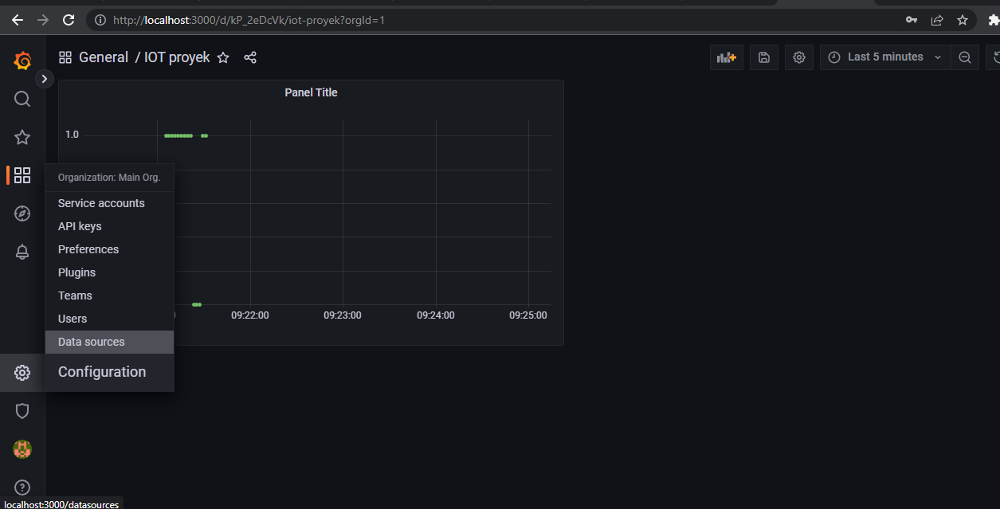 http://localhost:3000/d/kP_2eDcVk/iot-proyek?orgId=1
General / IOT proyek
Last 5 minutes
Panel Title
1.0
Organization: Main Org.
Service accounts
API keys
Preferences
Plugins
Teams
Users
Data sources
Configuration
09:22:00
09:23:00
09:24:00
09:25:00
localhost:3000/datasources